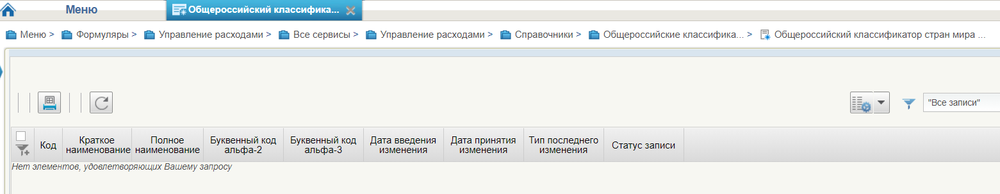 Меню
Общероссийский классифика...
Меню > Формуляры > Управление расходами > Все сервисы > Управление расходами > Справочники > Общероссийские классифика... > Общероссийский классификатор стран мира ...
"Все записи"
Код
Краткое
наименование
Полное
наименование
Буквенный код
альфа-2
Буквенный код
альфа-3
Дата введения
изменения
Дата принятия
изменения
Тип последнего
изменения
Статус записи
Нет элементов, удовлетворяющих Вашему запросу